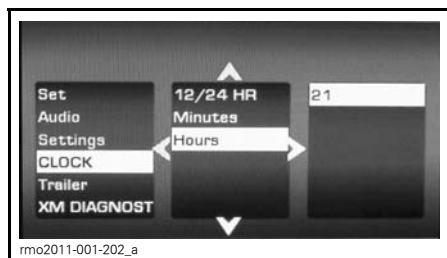 Set
Audio
Settings
CLOCK
Trailer
XM DIAGNOST
12/24 HR
Minutes
Hours
21
rmo2011-001-202_a